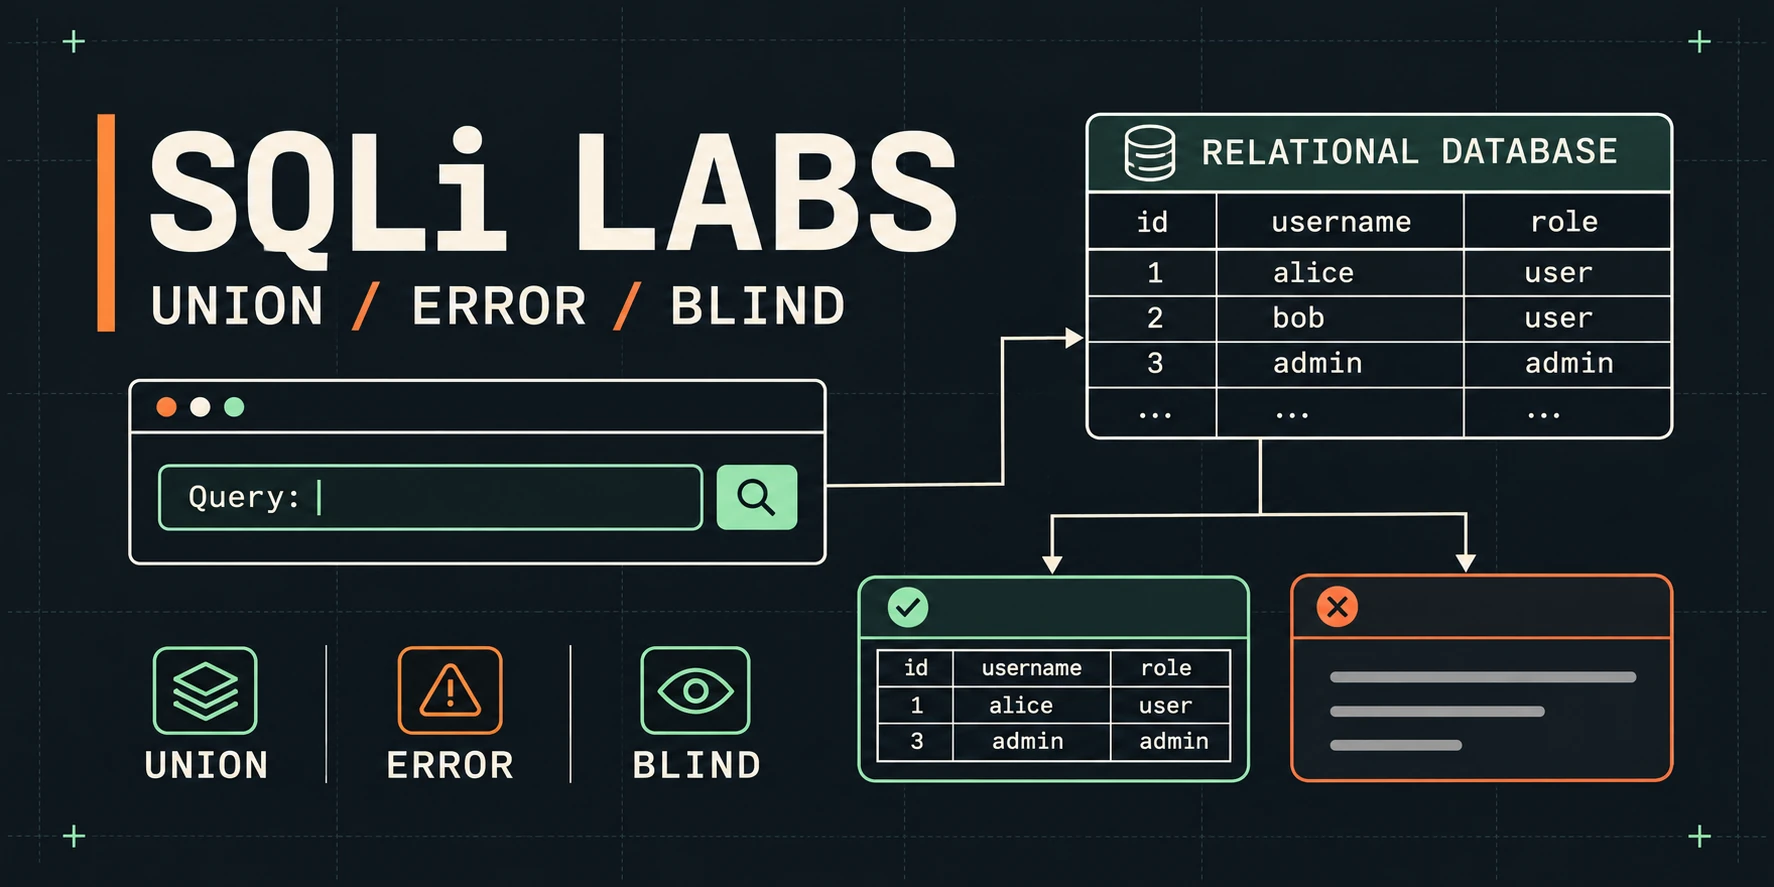 SQLi LABS
UNION / ERROR / BLIND
Query:
RELATIONAL DATABASE
id username role
1 alice user
2 bob user
3 admin admin
... ... ...
UNION ERROR BLIND
id username role
1 alice user
3 admin admin